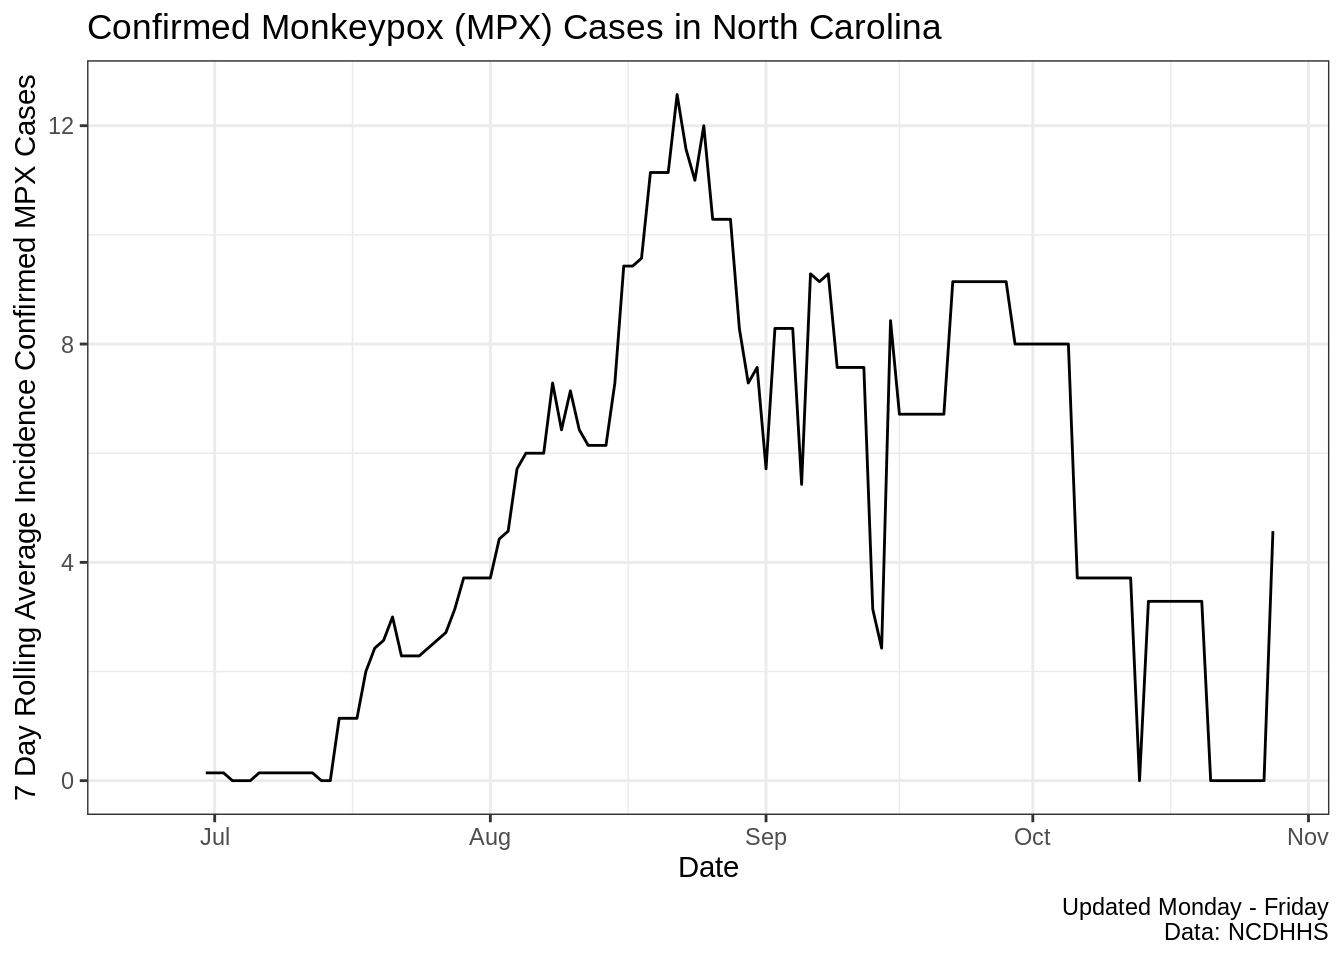 Confirmed Monkeypox (MPX) Cases in North Carolina
7 Day Rolling Average Incidence Confirmed MPX Cases
12
8
4
0
Jul Aug Sep Oct Nov
Date
Updated Monday - Friday
Data: NCDHHS